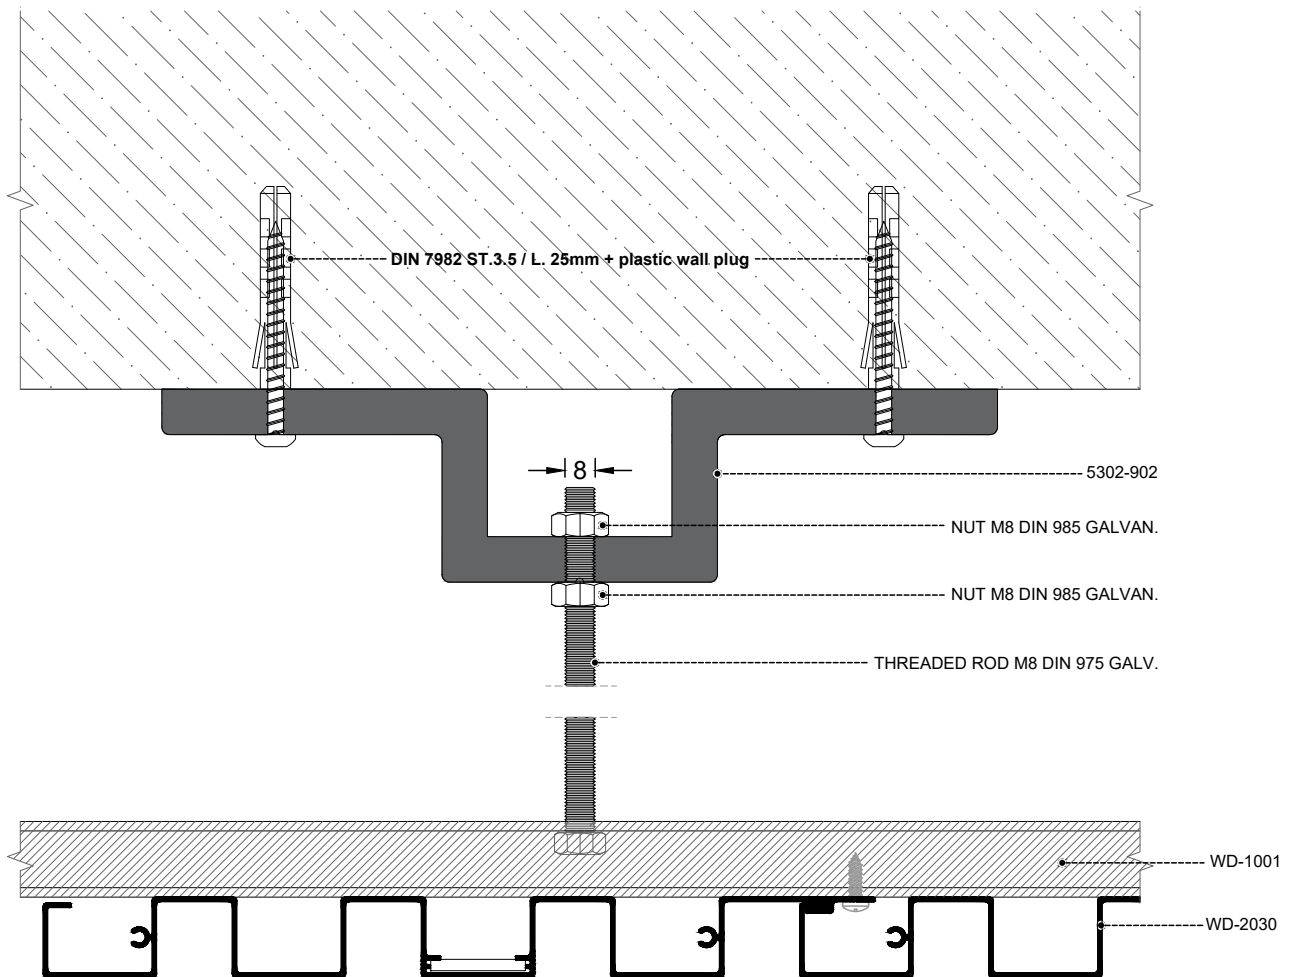 DIN 7982 ST.3.5 / L. 25mm + plastic wall plug
8
5302-902
NUT M8 DIN 985 GALVAN.
NUT M8 DIN 985 GALVAN.
THREADED ROD M8 DIN 975 GALV.
WD-1001
WD-2030